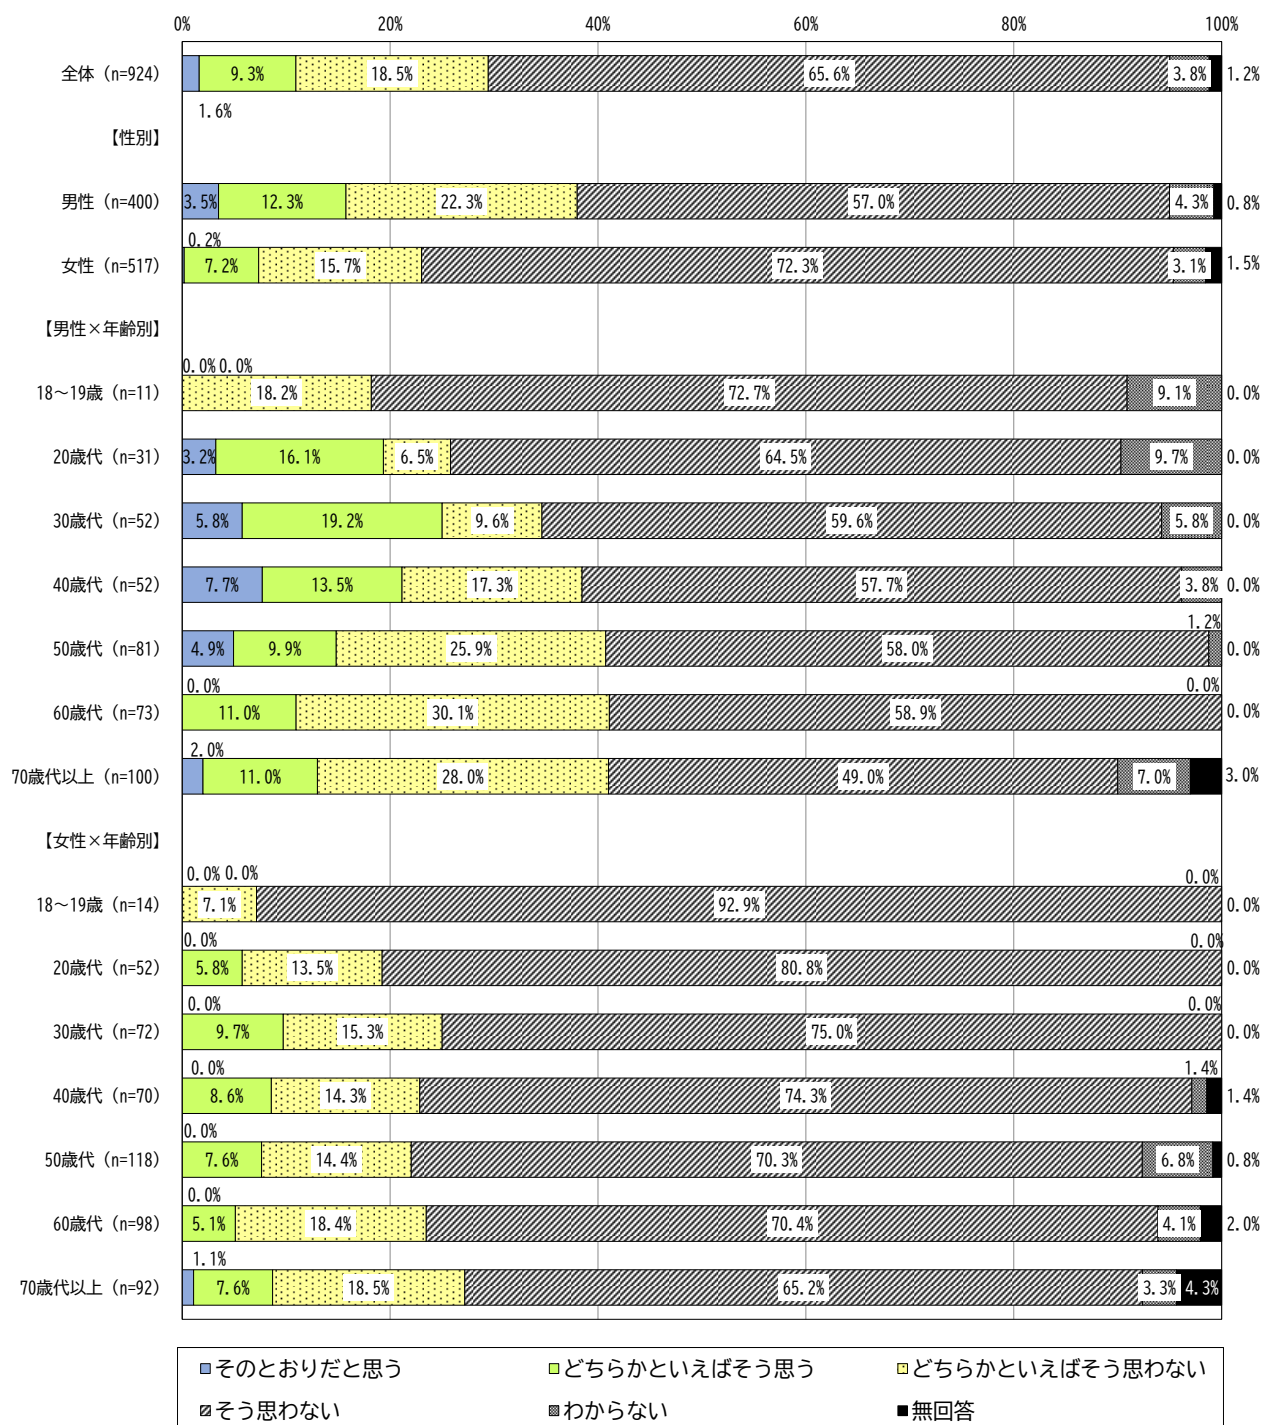 0% 20% 40% 60% 80% 100%
全体（n=924） 9.3% 18.5% 65.6% 3.8% 1.2%
1.6%
【性別】
男性（n=400） 3.5% 12.3% 22.3% 57.0% 4.3% 0.8%
0.2%
女性（n=517） 7.2% 15.7% 72.3% 3.1% 1.5%
【男性×年齢別】
0.0% 0.0%
18～19歳（n=11） 18.2% 72.7% 9.1% 0.0%
20歳代（n=31） 3.2% 16.1% 6.5% 64.5% 9.7% 0.0%
30歳代（n=52） 5.8% 19.2% 9.6% 59.6% 5.8% 0.0%
40歳代（n=52） 7.7% 13.5% 17.3% 57.7% 3.8% 0.0%
1.2%
50歳代（n=81） 4.9% 9.9% 25.9% 58.0% 0.0%
0.0% 0.0%
60歳代（n=73） 11.0% 30.1% 58.9% 0.0%
2.0%
70歳代以上（n=100） 11.0% 28.0% 49.0% 7.0% 3.0%
【女性×年齢別】
0.0% 0.0% 0.0%
18～19歳（n=14） 7.1% 92.9% 0.0%
0.0% 0.0%
20歳代（n=52） 5.8% 13.5% 80.8% 0.0%
0.0% 0.0%
30歳代（n=72） 9.7% 15.3% 75.0% 0.0%
0.0% 1.4%
40歳代（n=70） 8.6% 14.3% 74.3% 1.4%
0.0%
50歳代（n=118） 7.6% 14.4% 70.3% 6.8% 0.8%
0.0%
60歳代（n=98） 5.1% 18.4% 70.4% 4.1% 2.0%
1.1%
70歳代以上（n=92） 7.6% 18.5% 65.2% 3.3% 4.3%
そのとおりだと思う どちらかといえばそう思う どちらかといえばそう思わない
そう思わない わからない 無回答